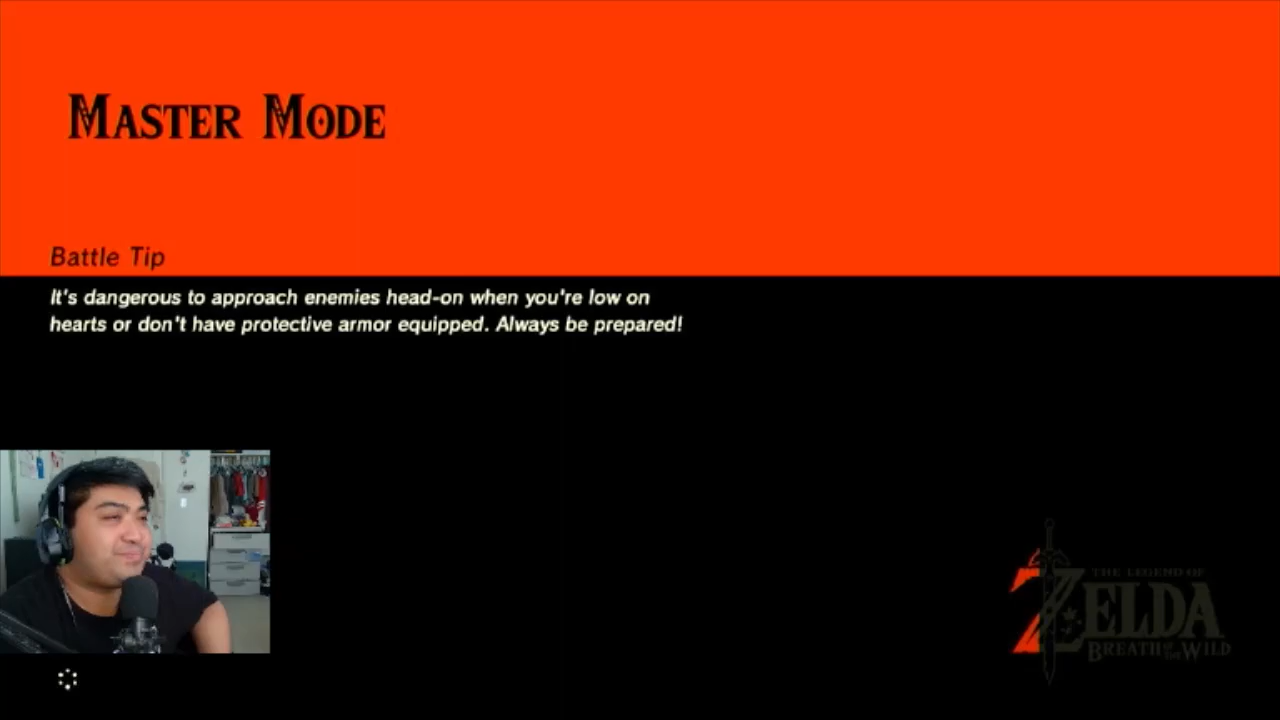 Master Mode
Battle Tip
It's dangerous to approach enemies head-on when you're low on
hearts or don't have protective armor equipped. Always be prepared!
THE LEGEND OF
ZELDA
BREATH OF THE WILD